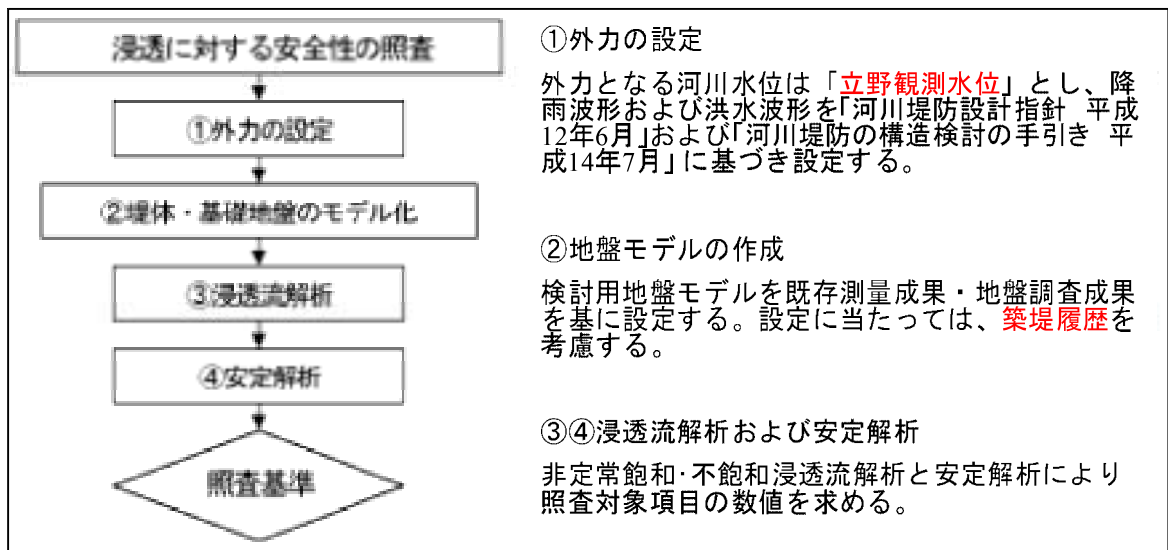 浸透に対する安全性の照査
①外力の設定
②堤体・基礎地盤のモデル化
③浸透流解析
④安定解析
照査基準
①外力の設定
外力となる河川水位は「立野観測水位」とし、降
雨波形および洪水波形を「河川堤防設計指針 平成
12年6月」および「河川堤防の構造検討の手引き 平
成14年7月」に基づき設定する。
②地盤モデルの作成
検討用地盤モデルを既存測量成果・地盤調査成果
を基に設定する。設定に当たっては、築堤履歴を
考慮する。
③④浸透流解析および安定解析
非定常飽和・不飽和浸透流解析と安定解析により
照査対象項目の数値を求める。